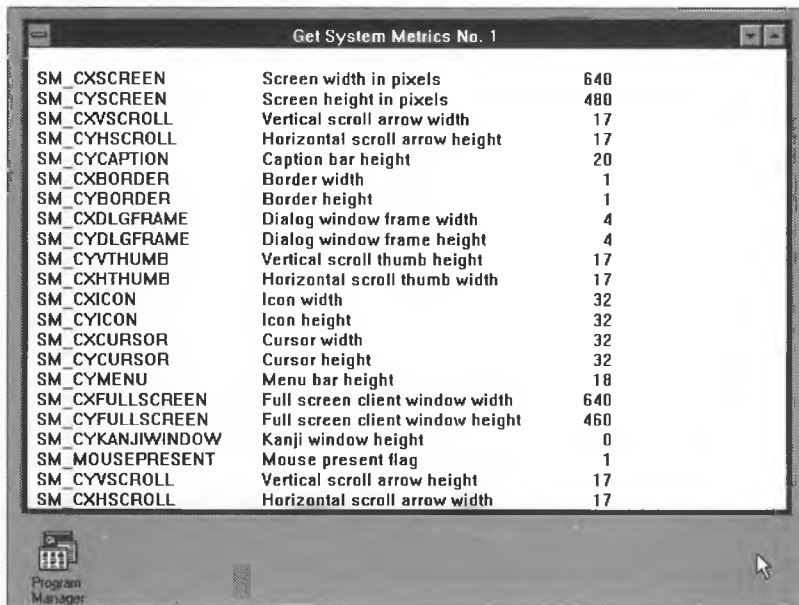 Get System Metrics No. 1
SM_CXSCREEN Screen width in pixels 640
SM_CYSCREEN Screen height in pixels 480
SM_CXVSCROLL Vertical scroll arrow width 17
SM_CYHSCROLL Horizontal scroll arrow height 17
SM_CYCAPTION Caption bar height 20
SM_CXBORDER Border width 1
SM_CYBORDER Border height 1
SM_CXDLGFRAME Dialog window frame width 4
SM_CYDLGFRAME Dialog window frame height 4
SM_CYVTHUMB Vertical scroll thumb height 17
SM_CXHTHUMB Horizontal scroll thumb width 17
SM_CXICON Icon width 32
SM_CYICON Icon height 32
SM_CXCURSOR Cursor width 32
SM_CYCURSOR Cursor height 32
SM_CYMENU Menu bar height 18
SM_CXFULLSCREEN Full screen client window width 640
SM_CYFULLSCREEN Full screen client window height 460
SM_CYKANJIWINDOW Kanji window height 0
SM_MOUSEPRESENT Mouse present flag 1
SM_CYVSCROLL Vertical scroll arrow height 17
SM_CXHSCROLL Horizontal scroll arrow width 17
Program
Manager